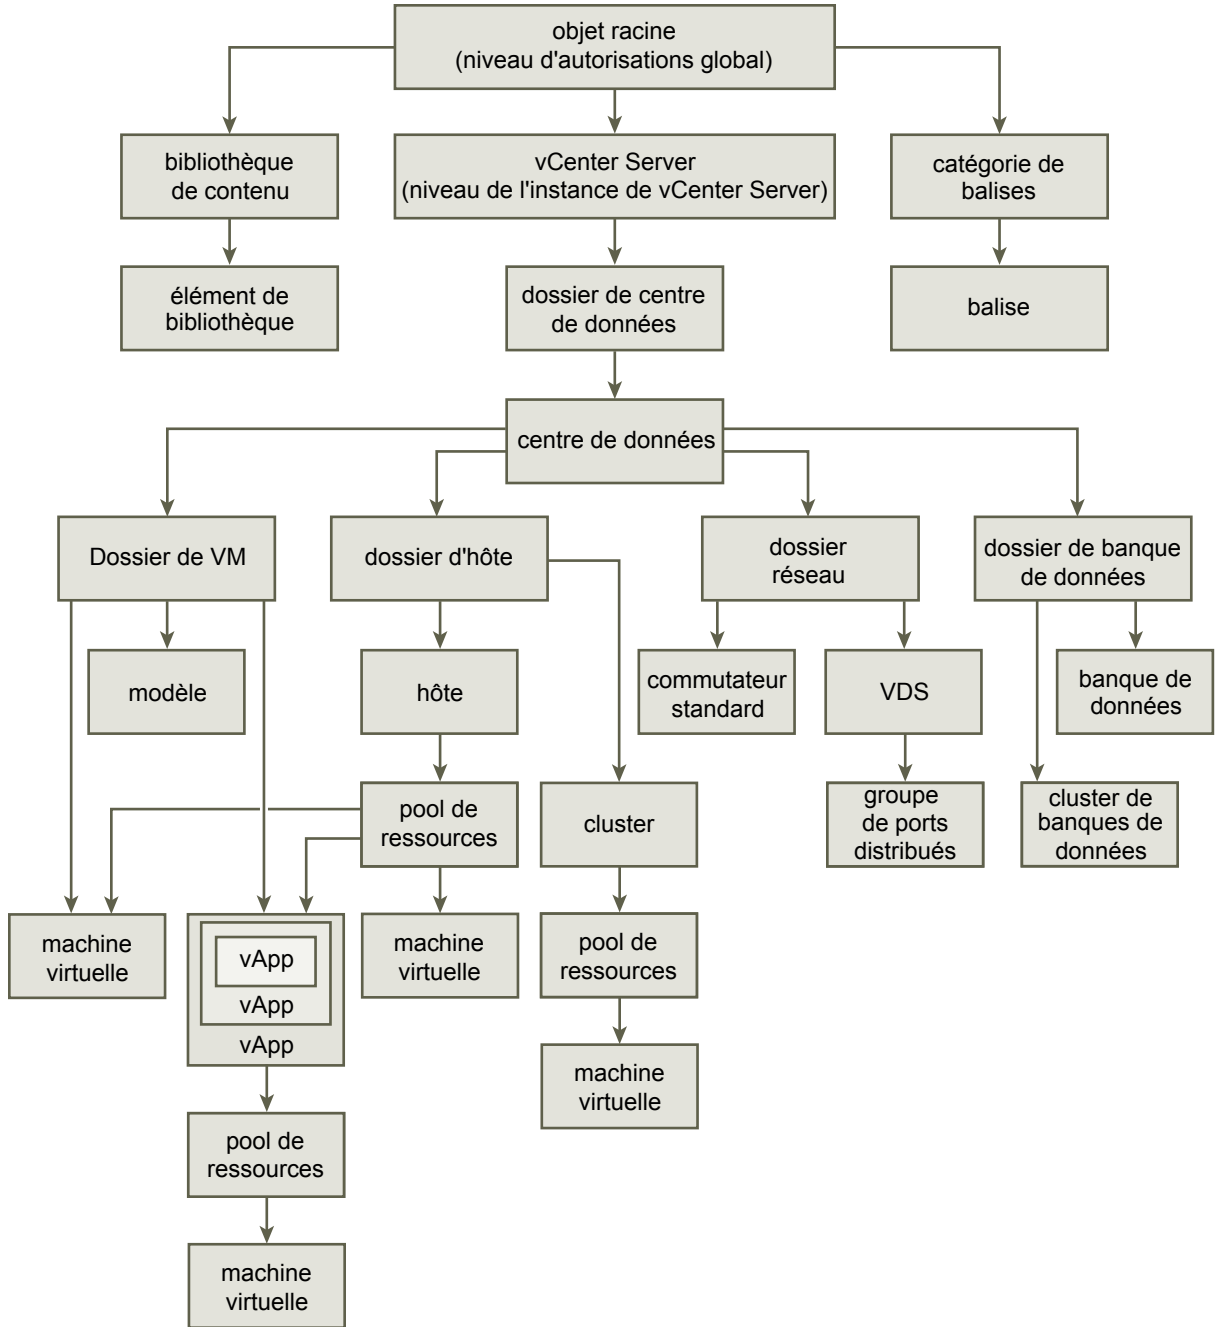 objet racine
(niveau d'autorisations global)
bibliothèque
de contenu
vCenter Server
(niveau de l'instance de vCenter Server)
catégorie de
balises
élément de
bibliothèque
dossier de centre
de données
balise
centre de données
Dossier de VM
dossier d'hôte
dossier
réseau
dossier de banque
de données
modèle
hôte
commutateur
standard
VDS
banque de
données
pool de
ressources
cluster
groupe
de ports
distribués
cluster de
banques de
données
machine
virtuelle
vApp
vApp
vApp
machine
virtuelle
pool de
ressources
machine
virtuelle
pool de
ressources
machine
virtuelle